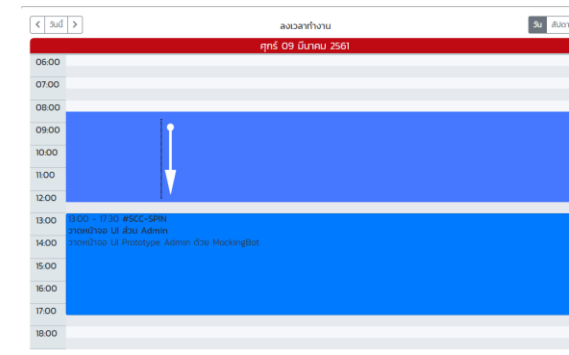 วันนี้
ลงเวลาทำงาน
วัน
สัปดา
ศุกร์ 09 มีนาคม 2561
06:00
07:00
08:00
09:00
10:00
11:00
12:00
13:00
13:00 - 17:30 #SCC-SPIN
วาดหน้าจอ UI ส่วน Admin
14:00
วาดหน้าจอ UI Prototype Admin ด้วย MockingBot
15:00
16:00
17:00
18:00